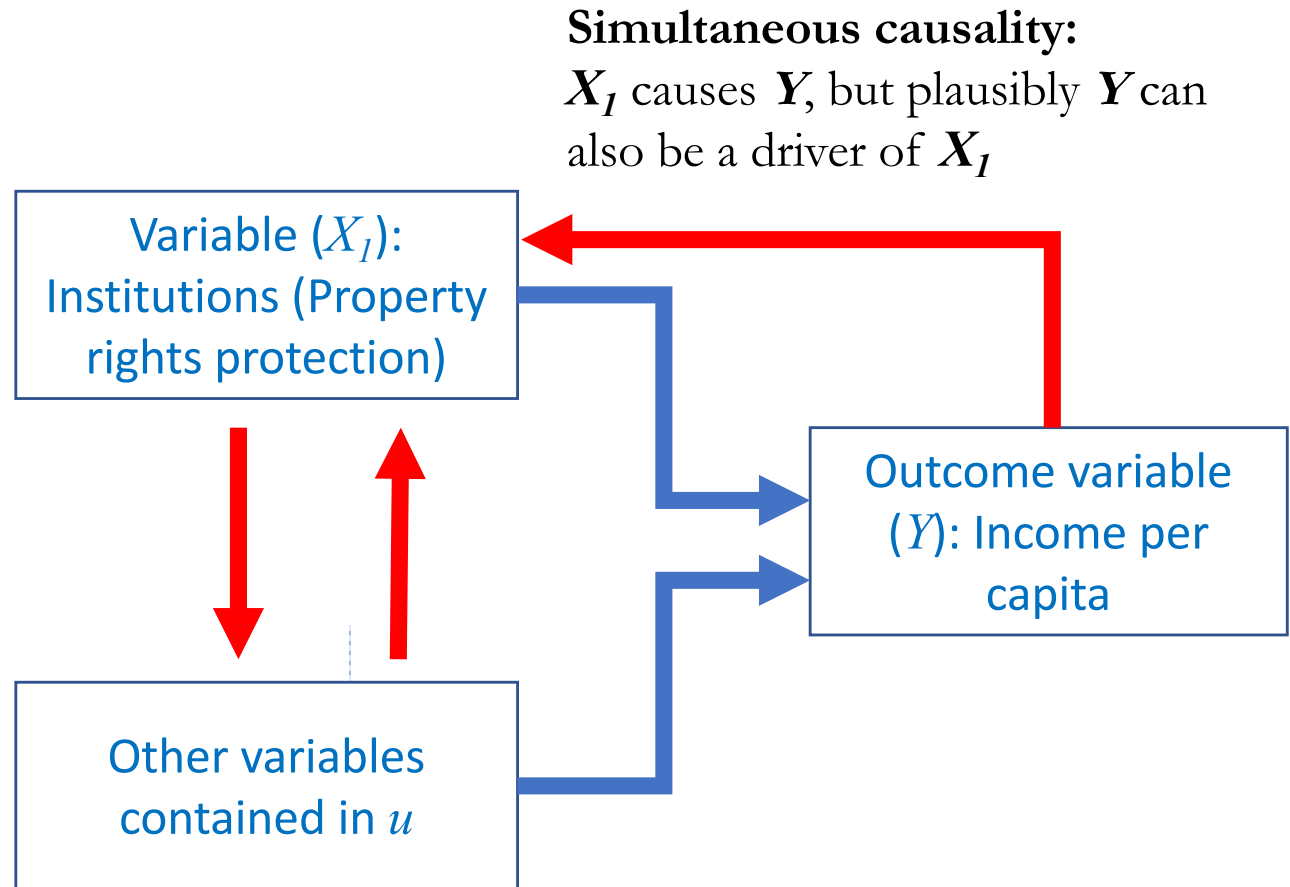 Simultaneous causality:
X₁ causes Y, but plausibly Y can
also be a driver of X₁
Variable (X₁):
Institutions (Property
rights protection)
Outcome variable
(Y): Income per
capita
Other variables
contained in u